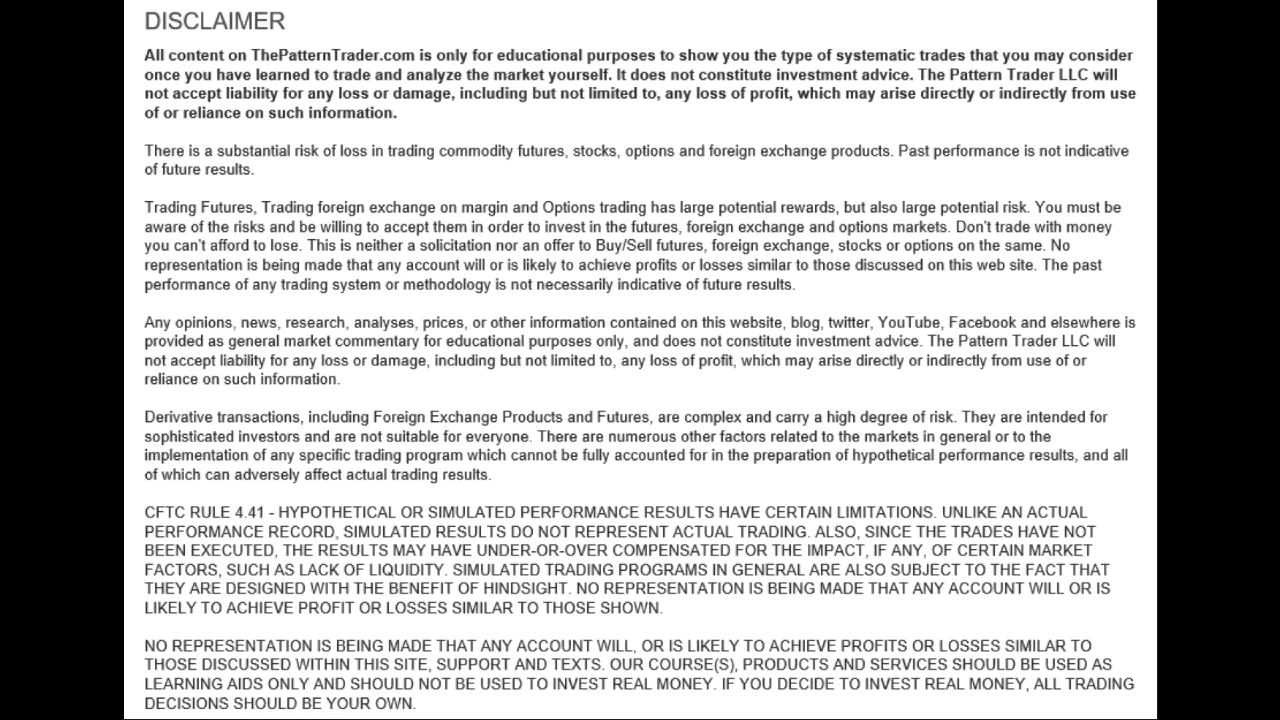 DISCLAIMER
All content on ThePatternTrader.com is only for educational purposes to show you the type of systematic trades that you may consider
once you have learned to trade and analyze the market yourself. It does not constitute investment advice. The Pattern Trader LLC will
not accept liability for any loss or damage, including but not limited to, any loss of profit, which may arise directly or indirectly from use
of or reliance on such information.
There is a substantial risk of loss in trading commodity futures, stocks, options and foreign exchange products. Past performance is not indicative
of future results.
Trading Futures, Trading foreign exchange on margin and Options trading has large potential rewards, but also large potential risk. You must be
aware of the risks and be willing to accept them in order to invest in the futures, foreign exchange and options markets. Don't trade with money
you can't afford to lose. This is neither a solicitation nor an offer to Buy/Sell futures, foreign exchange, stocks or options on the same. No
representation is being made that any account will or is likely to achieve profits or losses similar to those discussed on this web site. The past
performance of any trading system or methodology is not necessarily indicative of future results.
Any opinions, news, research, analyses, prices, or other information contained on this website, blog, twitter, YouTube, Facebook and elsewhere is
provided as general market commentary for educational purposes only, and does not constitute investment advice. The Pattern Trader LLC will
not accept liability for any loss or damage, including but not limited to, any loss of profit, which may arise directly or indirectly from use of or
reliance on such information.
Derivative transactions, including Foreign Exchange Products and Futures, are complex and carry a high degree of risk. They are intended for
sophisticated investors and are not suitable for everyone. There are numerous other factors related to the markets in general or to the
implementation of any specific trading program which cannot be fully accounted for in the preparation of hypothetical performance results, and all
of which can adversely affect actual trading results.
CFTC RULE 4.41 - HYPOTHETICAL OR SIMULATED PERFORMANCE RESULTS HAVE CERTAIN LIMITATIONS. UNLIKE AN ACTUAL
PERFORMANCE RECORD, SIMULATED RESULTS DO NOT REPRESENT ACTUAL TRADING. ALSO, SINCE THE TRADES HAVE NOT
BEEN EXECUTED, THE RESULTS MAY HAVE UNDER-OR-OVER COMPENSATED FOR THE IMPACT, IF ANY, OF CERTAIN MARKET
FACTORS, SUCH AS LACK OF LIQUIDITY. SIMULATED TRADING PROGRAMS IN GENERAL ARE ALSO SUBJECT TO THE FACT THAT
THEY ARE DESIGNED WITH THE BENEFIT OF HINDSIGHT. NO REPRESENTATION IS BEING MADE THAT ANY ACCOUNT WILL OR IS
LIKELY TO ACHIEVE PROFIT OR LOSSES SIMILAR TO THOSE SHOWN.
NO REPRESENTATION IS BEING MADE THAT ANY ACCOUNT WILL, OR IS LIKELY TO ACHIEVE PROFITS OR LOSSES SIMILAR TO
THOSE DISCUSSED WITHIN THIS SITE, SUPPORT AND TEXTS. OUR COURSE(S), PRODUCTS AND SERVICES SHOULD BE USED AS
LEARNING AIDS ONLY AND SHOULD NOT BE USED TO INVEST REAL MONEY. IF YOU DECIDE TO INVEST REAL MONEY, ALL TRADING
DECISIONS SHOULD BE YOUR OWN.